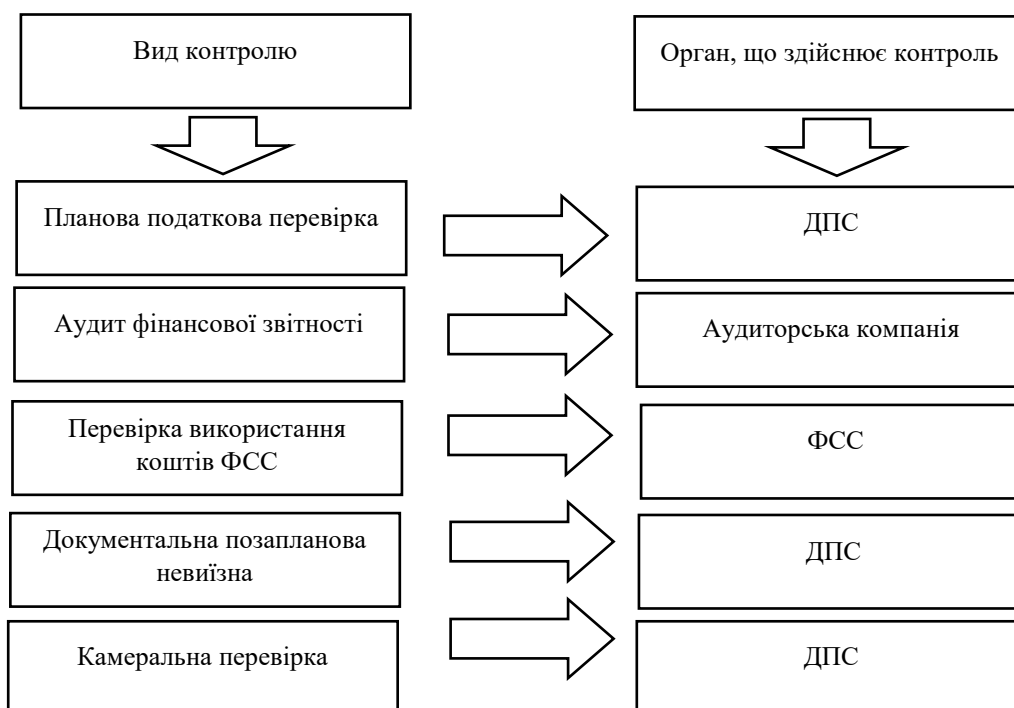 Вид контролю
Орган, що здійснює контроль
Планова податкова перевірка
ДПС
Аудит фінансової звітності
Аудиторська компанія
Перевірка використання
коштів ФСС
ФСС
Документальна позапланова
невиїзна
ДПС
Камеральна перевірка
ДПС